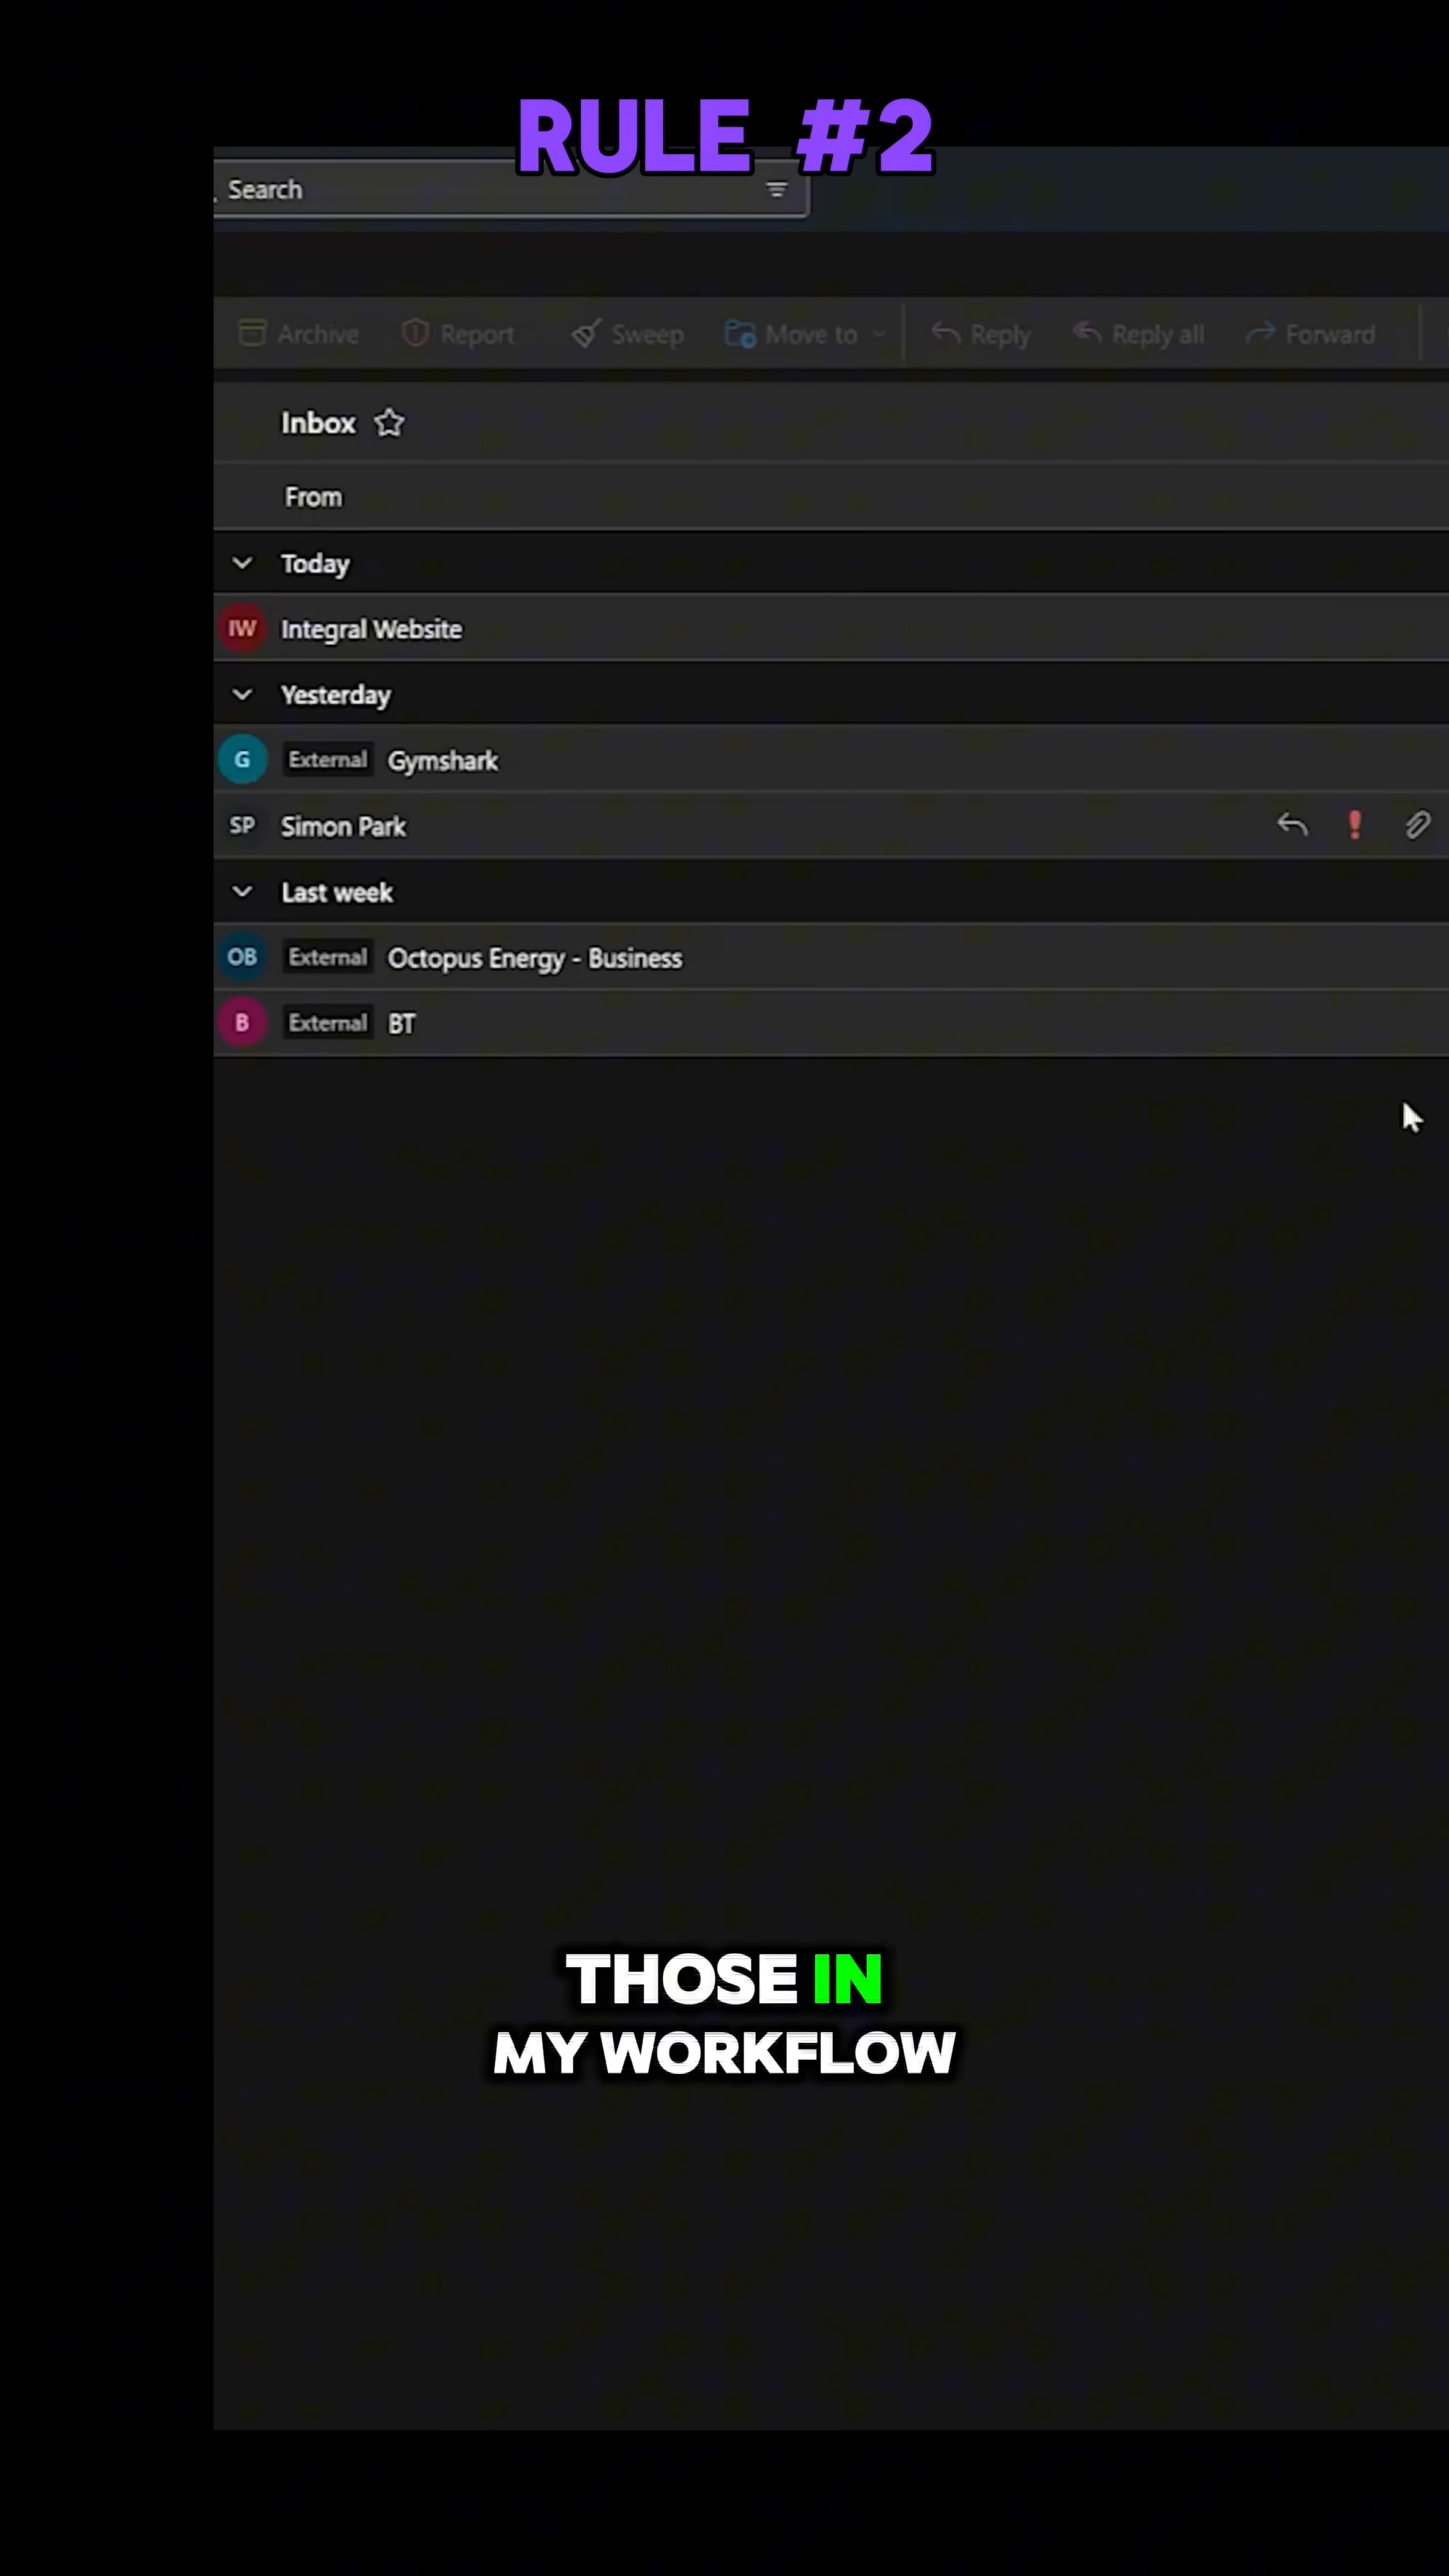 RULE #2
Search
Archive Report Sweep Move to Reply Reply all Forward
Inbox
From
Today
IW Integral Website
Yesterday
G External Gymshark
SP Simon Park
Last week
OB External Octopus Energy - Business
B External BT
THOSE IN
MY WORKFLOW